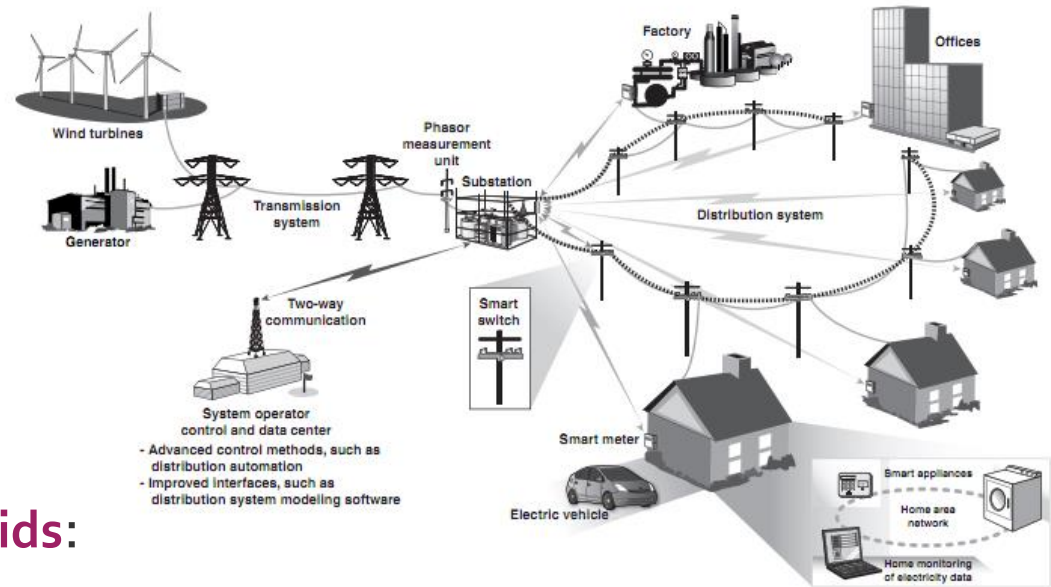 Factory
Offices
Wind turbines
Phasor
measurement
unit
Substation
Transmission
system
Generator
Distribution system
Two-way
communication
Smart
switch
System operator
control and data center
- Advanced control methods, such as
distribution automation
- Improved interfaces, such as
distribution system modeling software
Smart meter
Electric vehicle
Smart appliances
Home area
network
Home monitoring
of electricity data
ids: